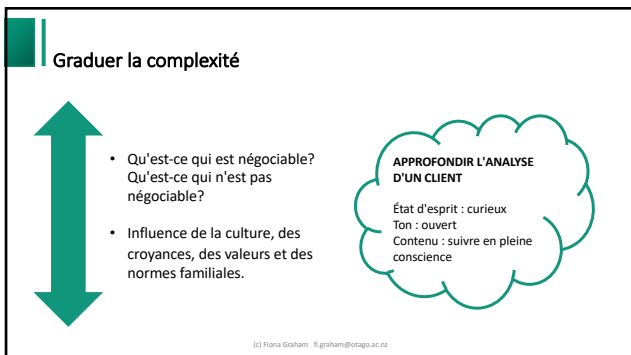 Graduer la complexité
• Qu'est-ce qui est négociable?
Qu'est-ce qui n'est pas
négociable?
• Influence de la culture, des
croyances, des valeurs et des
normes familiales.
APPROFONDIR L'ANALYSE
D'UN CLIENT
État d'esprit : curieux
Ton : ouvert
Contenu : suivre en pleine
conscience
(c) Fiona Graham fi.graham@otago.ac.nz